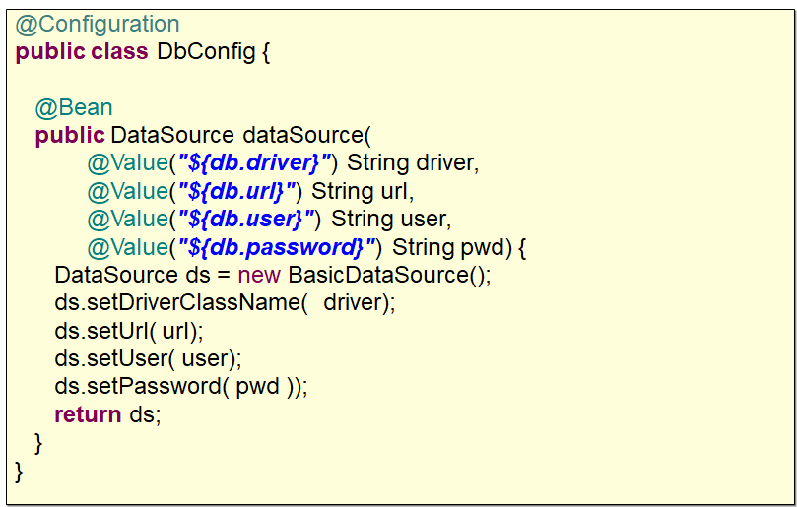 @Configuration
public class DbConfig {
@Bean
public DataSource dataSource(
@Value("${db.driver}") String driver,
@Value("${db.url}") String url,
@Value("${db.user}") String user,
@Value("${db.password}") String pwd) {
DataSource ds = new BasicDataSource();
ds.setDriverClassName( driver);
ds.setUrl( url);
ds.setUser( user);
ds.setPassword( pwd ));
return ds;
}
}